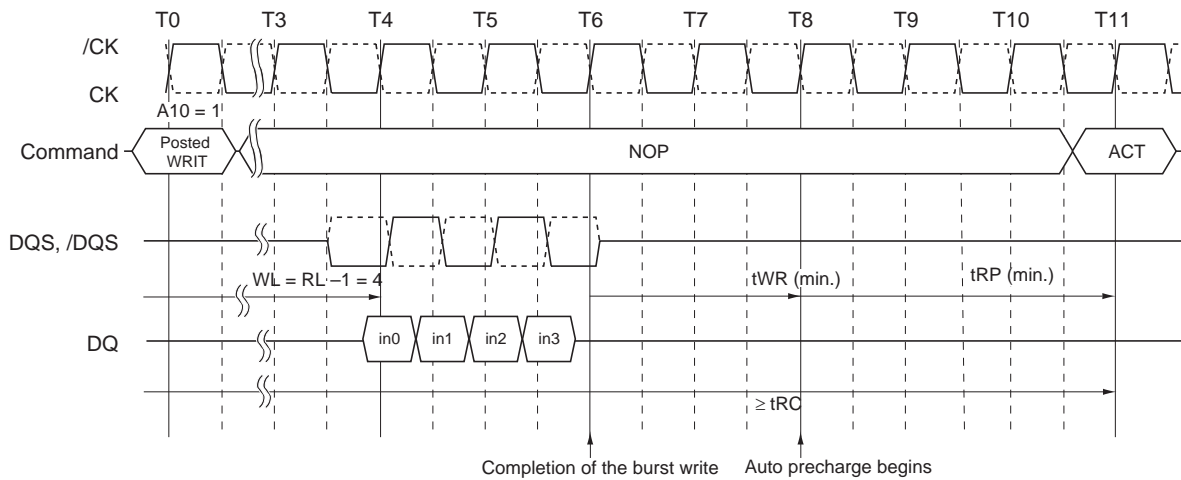 T0 T3 T4 T5 T6 T7 T8 T9 T10 T11
/CK
CK
A10 = 1
Command
Posted
WRIT
NOP
ACT
DQS, /DQS
WL = RL –1 = 4
tWR (min.)
tRP (min.)
DQ
in0 in1 in2 in3
≥ tRC
Completion of the burst write
Auto precharge begins